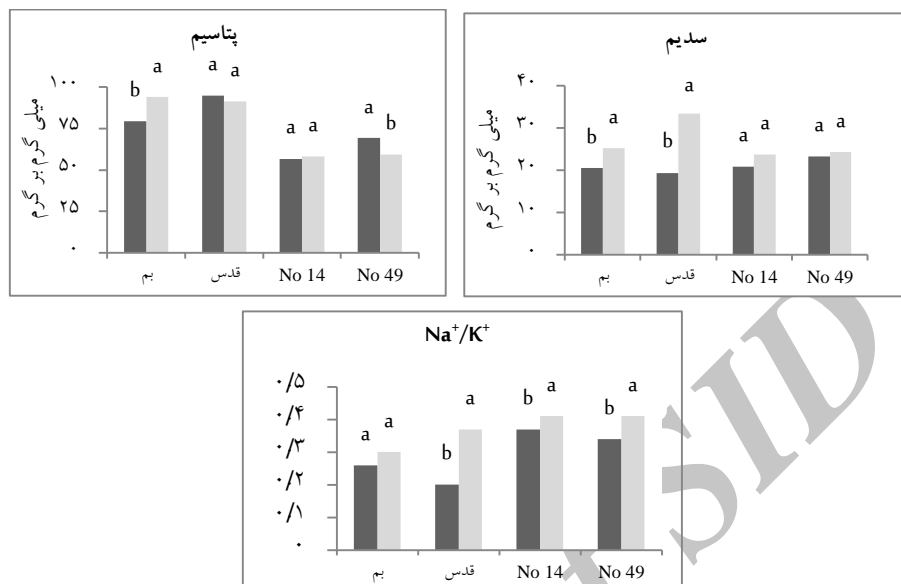 پتاسیم
b a a a a a a b
۱۰۰
۷۵
۵۰
۲۵
۰
میلی گرم بر گرم
بم قدس No 14 No 49
سدیم
b a b a a a a a
۴۰
۳۰
۲۰
۱۰
۰
میلی گرم بر گرم
بم قدس No 14 No 49
Na⁺/K⁺
a a b a b a b a
۰/۵
۰/۴
۰/۳
۰/۲
۰/۱
۰
بم قدس No 14 No 49
SID